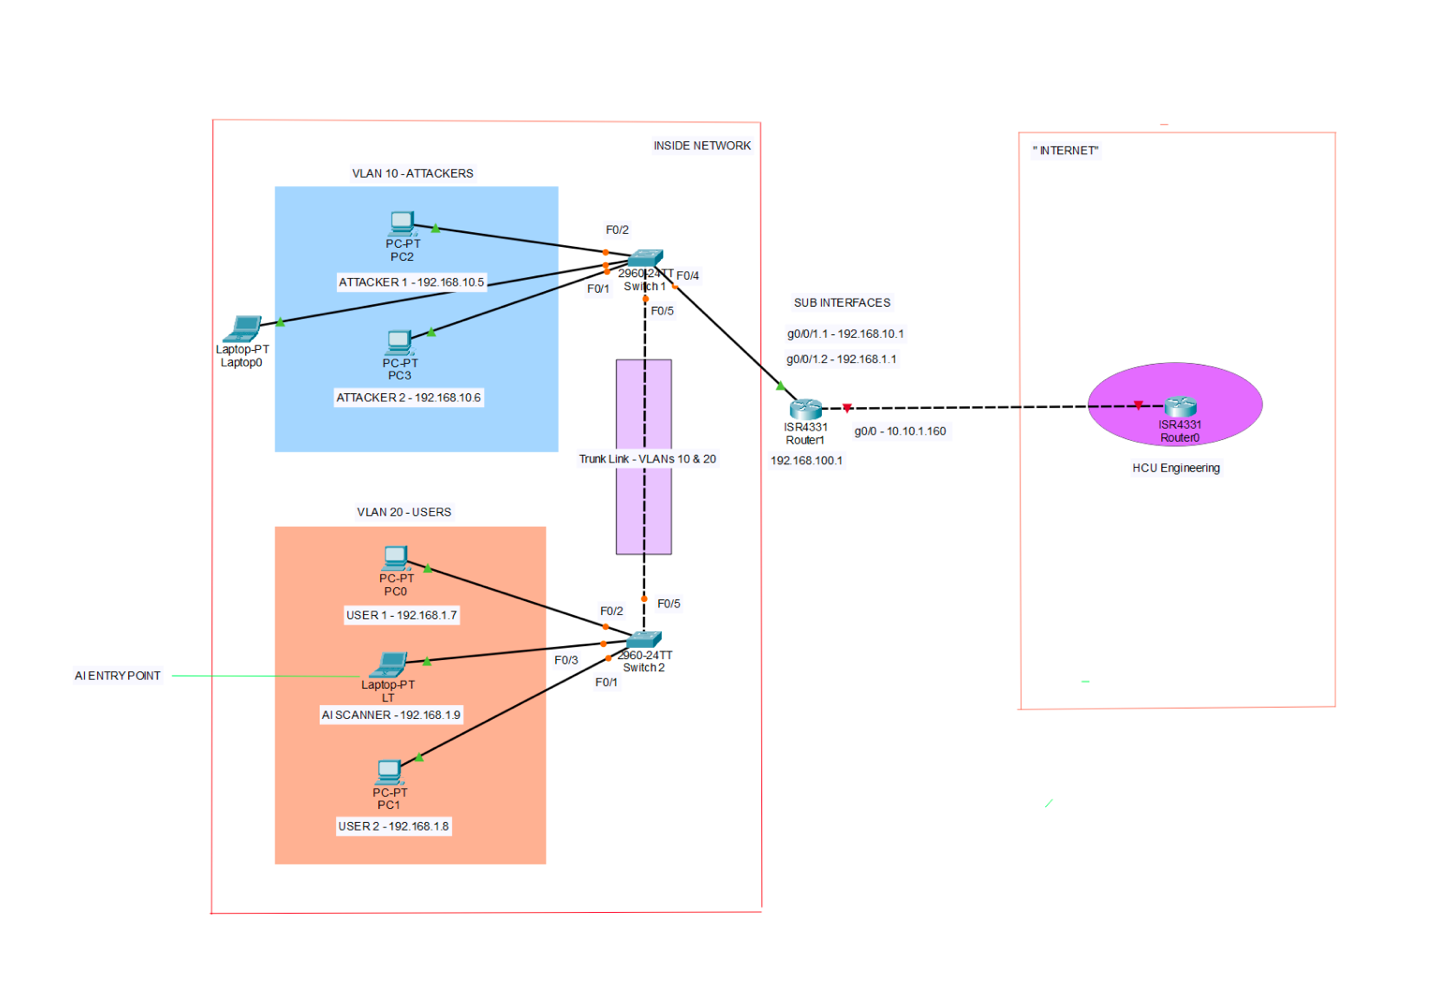 INSIDE NETWORK
" INTERNET"
VLAN 10 - ATTACKERS
F0/2
PC-PT
PC2
ATTACKER 1 - 192.168.10.5
2960-24TT
Switch 1
F0/4
F0/1
F0/5
SUB INTERFACES
g0/0/1.1 - 192.168.10.1
g0/0/1.2 - 192.168.1.1
Laptop-PT
Laptop0
PC-PT
PC3
ATTACKER 2 - 192.168.10.6
ISR4331
Router1
g0/0 - 10.10.1.160
192.168.100.1
ISR4331
Router0
HCU Engineering
Trunk Link - VLANs 10 & 20
VLAN 20 - USERS
PC-PT
PC0
USER 1 - 192.168.1.7
F0/5
F0/2
F0/3
2960-24TT
Switch 2
F0/1
AI ENTRY POINT
Laptop-PT
LT
AI SCANNER - 192.168.1.9
PC-PT
PC1
USER 2 - 192.168.1.8